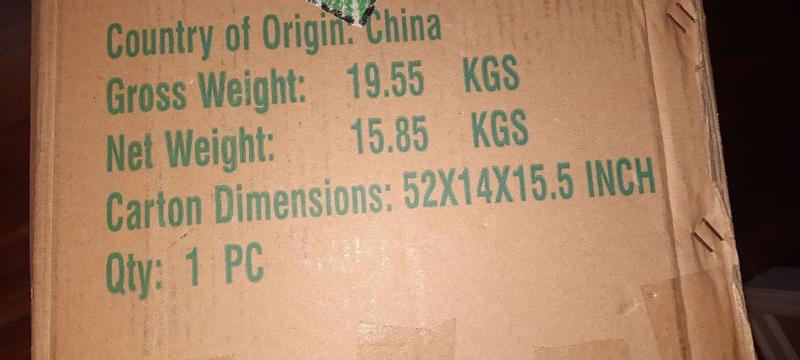 Country of Origin: China
Gross Weight: 19.55 KGS
Net Weight: 15.85 KGS
Carton Dimensions: 52X14X15.5 INCH
Qty: 1 PC